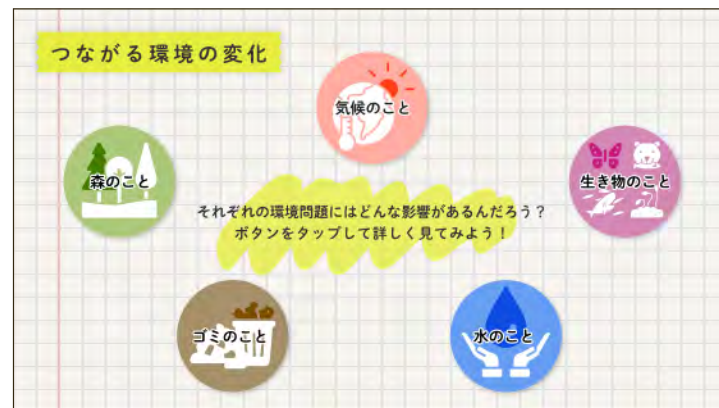 つながる環境の変化
気候のこと
森のこと
生き物のこと
それぞれの環境問題にはどんな影響があるんだろう？
ボタンをタップして詳しく見てみよう！
ゴミのこと
水のこと